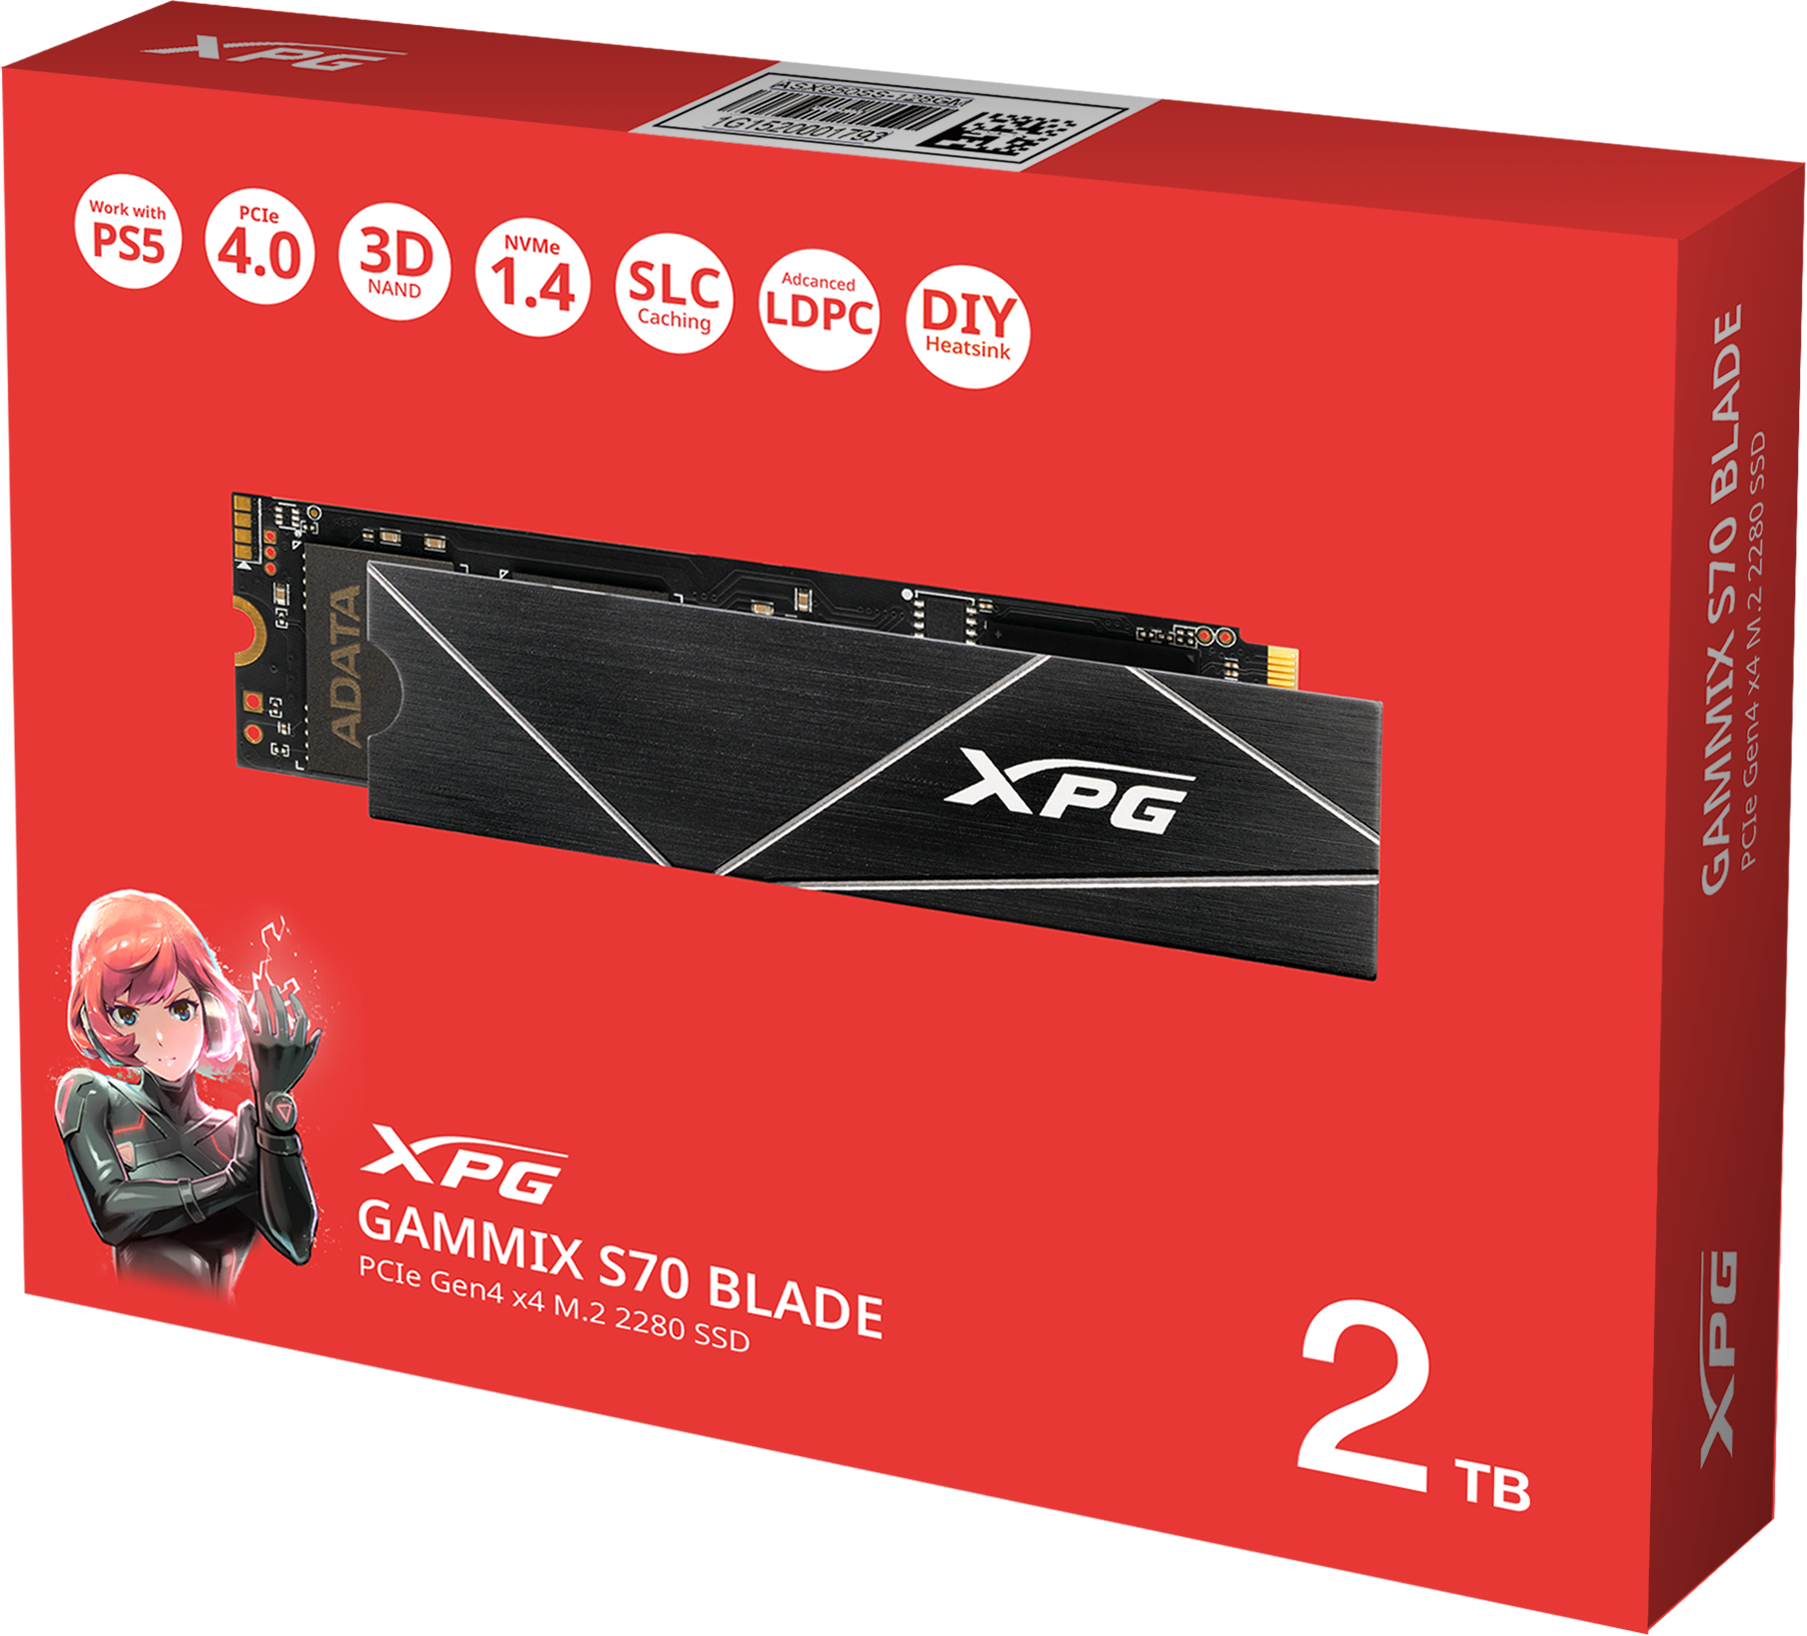 XPG
ASX950SS-128GM
1G1520001793
Work with
PS5
PCIe
4.0
3D
NAND
NVMe
1.4
SLC
Caching
Adcanced
LDPC
DIY
Heatsink
ADATA
XPG
XPG
GAMMIX S70 BLADE
PCIe Gen4 x4 M.2 2280 SSD
2 TB
GAMMIX S70 BLADE
PCIe Gen4 x4 M.2 2280 SSD
XPG